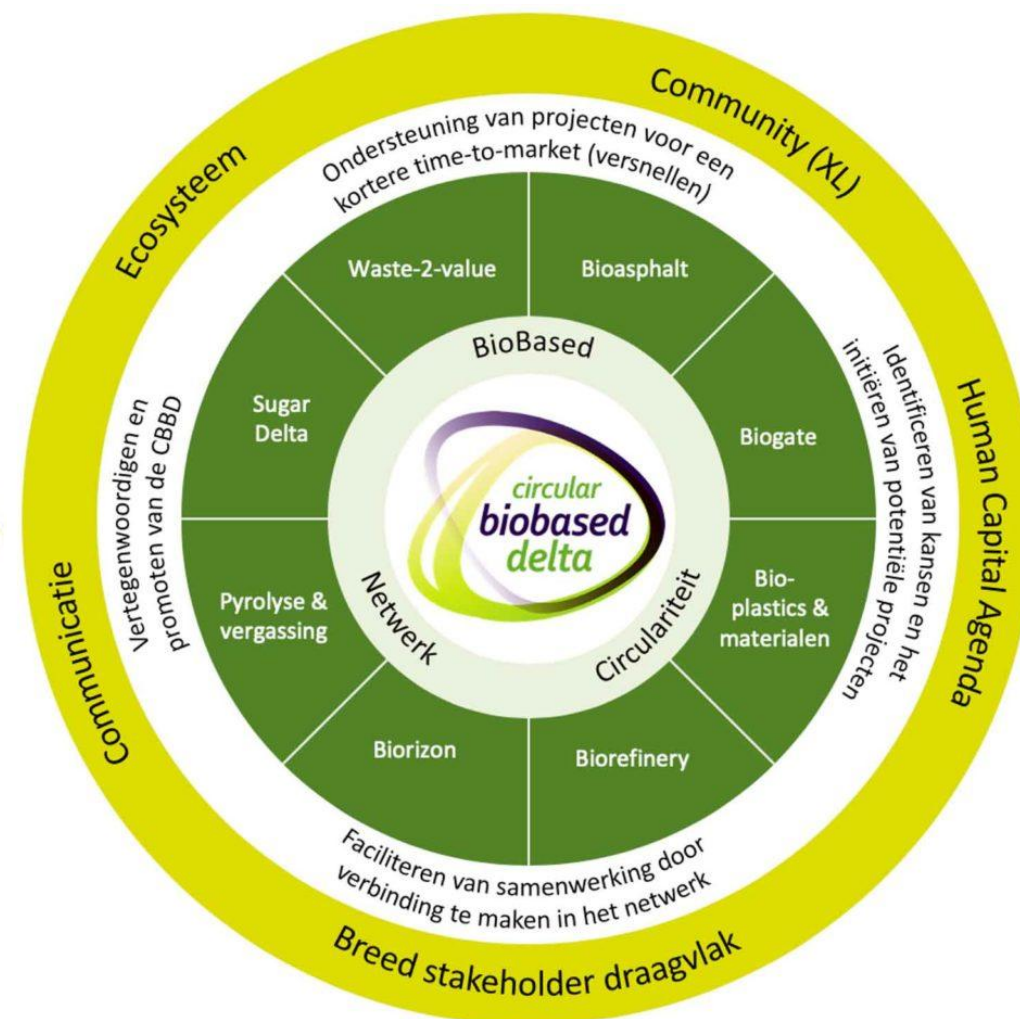 Ecosysteem
Community (XL)
Human Capital Agenda
Breed stakeholder draagvlak
Communicatie
Ondersteuning van projecten voor een
kortere time-to-market (versnellen)
Identificeren van kansen en het
initiëren van potentiële projecten
Faciliteren van samenwerking door
verbinding te maken in het netwerk
Vertegenwoordigen en
promoten van de CBBD
Waste-2-value
Bioasphalt
Biogate
Bio-
plastics &
materialen
Biorefinery
Biorizon
Pyrolyse &
vergassing
Sugar
Delta
BioBased
Circulariteit
Netwerk
circular
biobased
delta